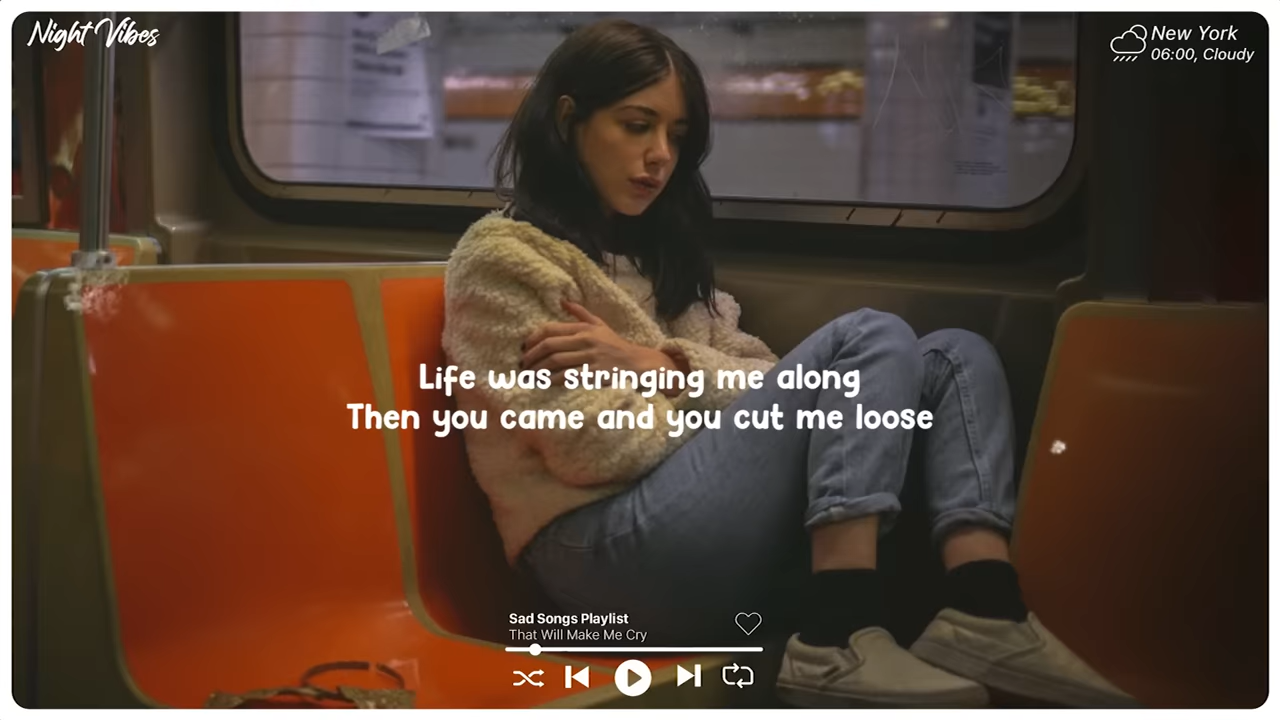 Night Vibes
New York
06:00, Cloudy
Life was stringing me along
Then you came and you cut me loose
Sad Songs Playlist
That Will Make Me Cry